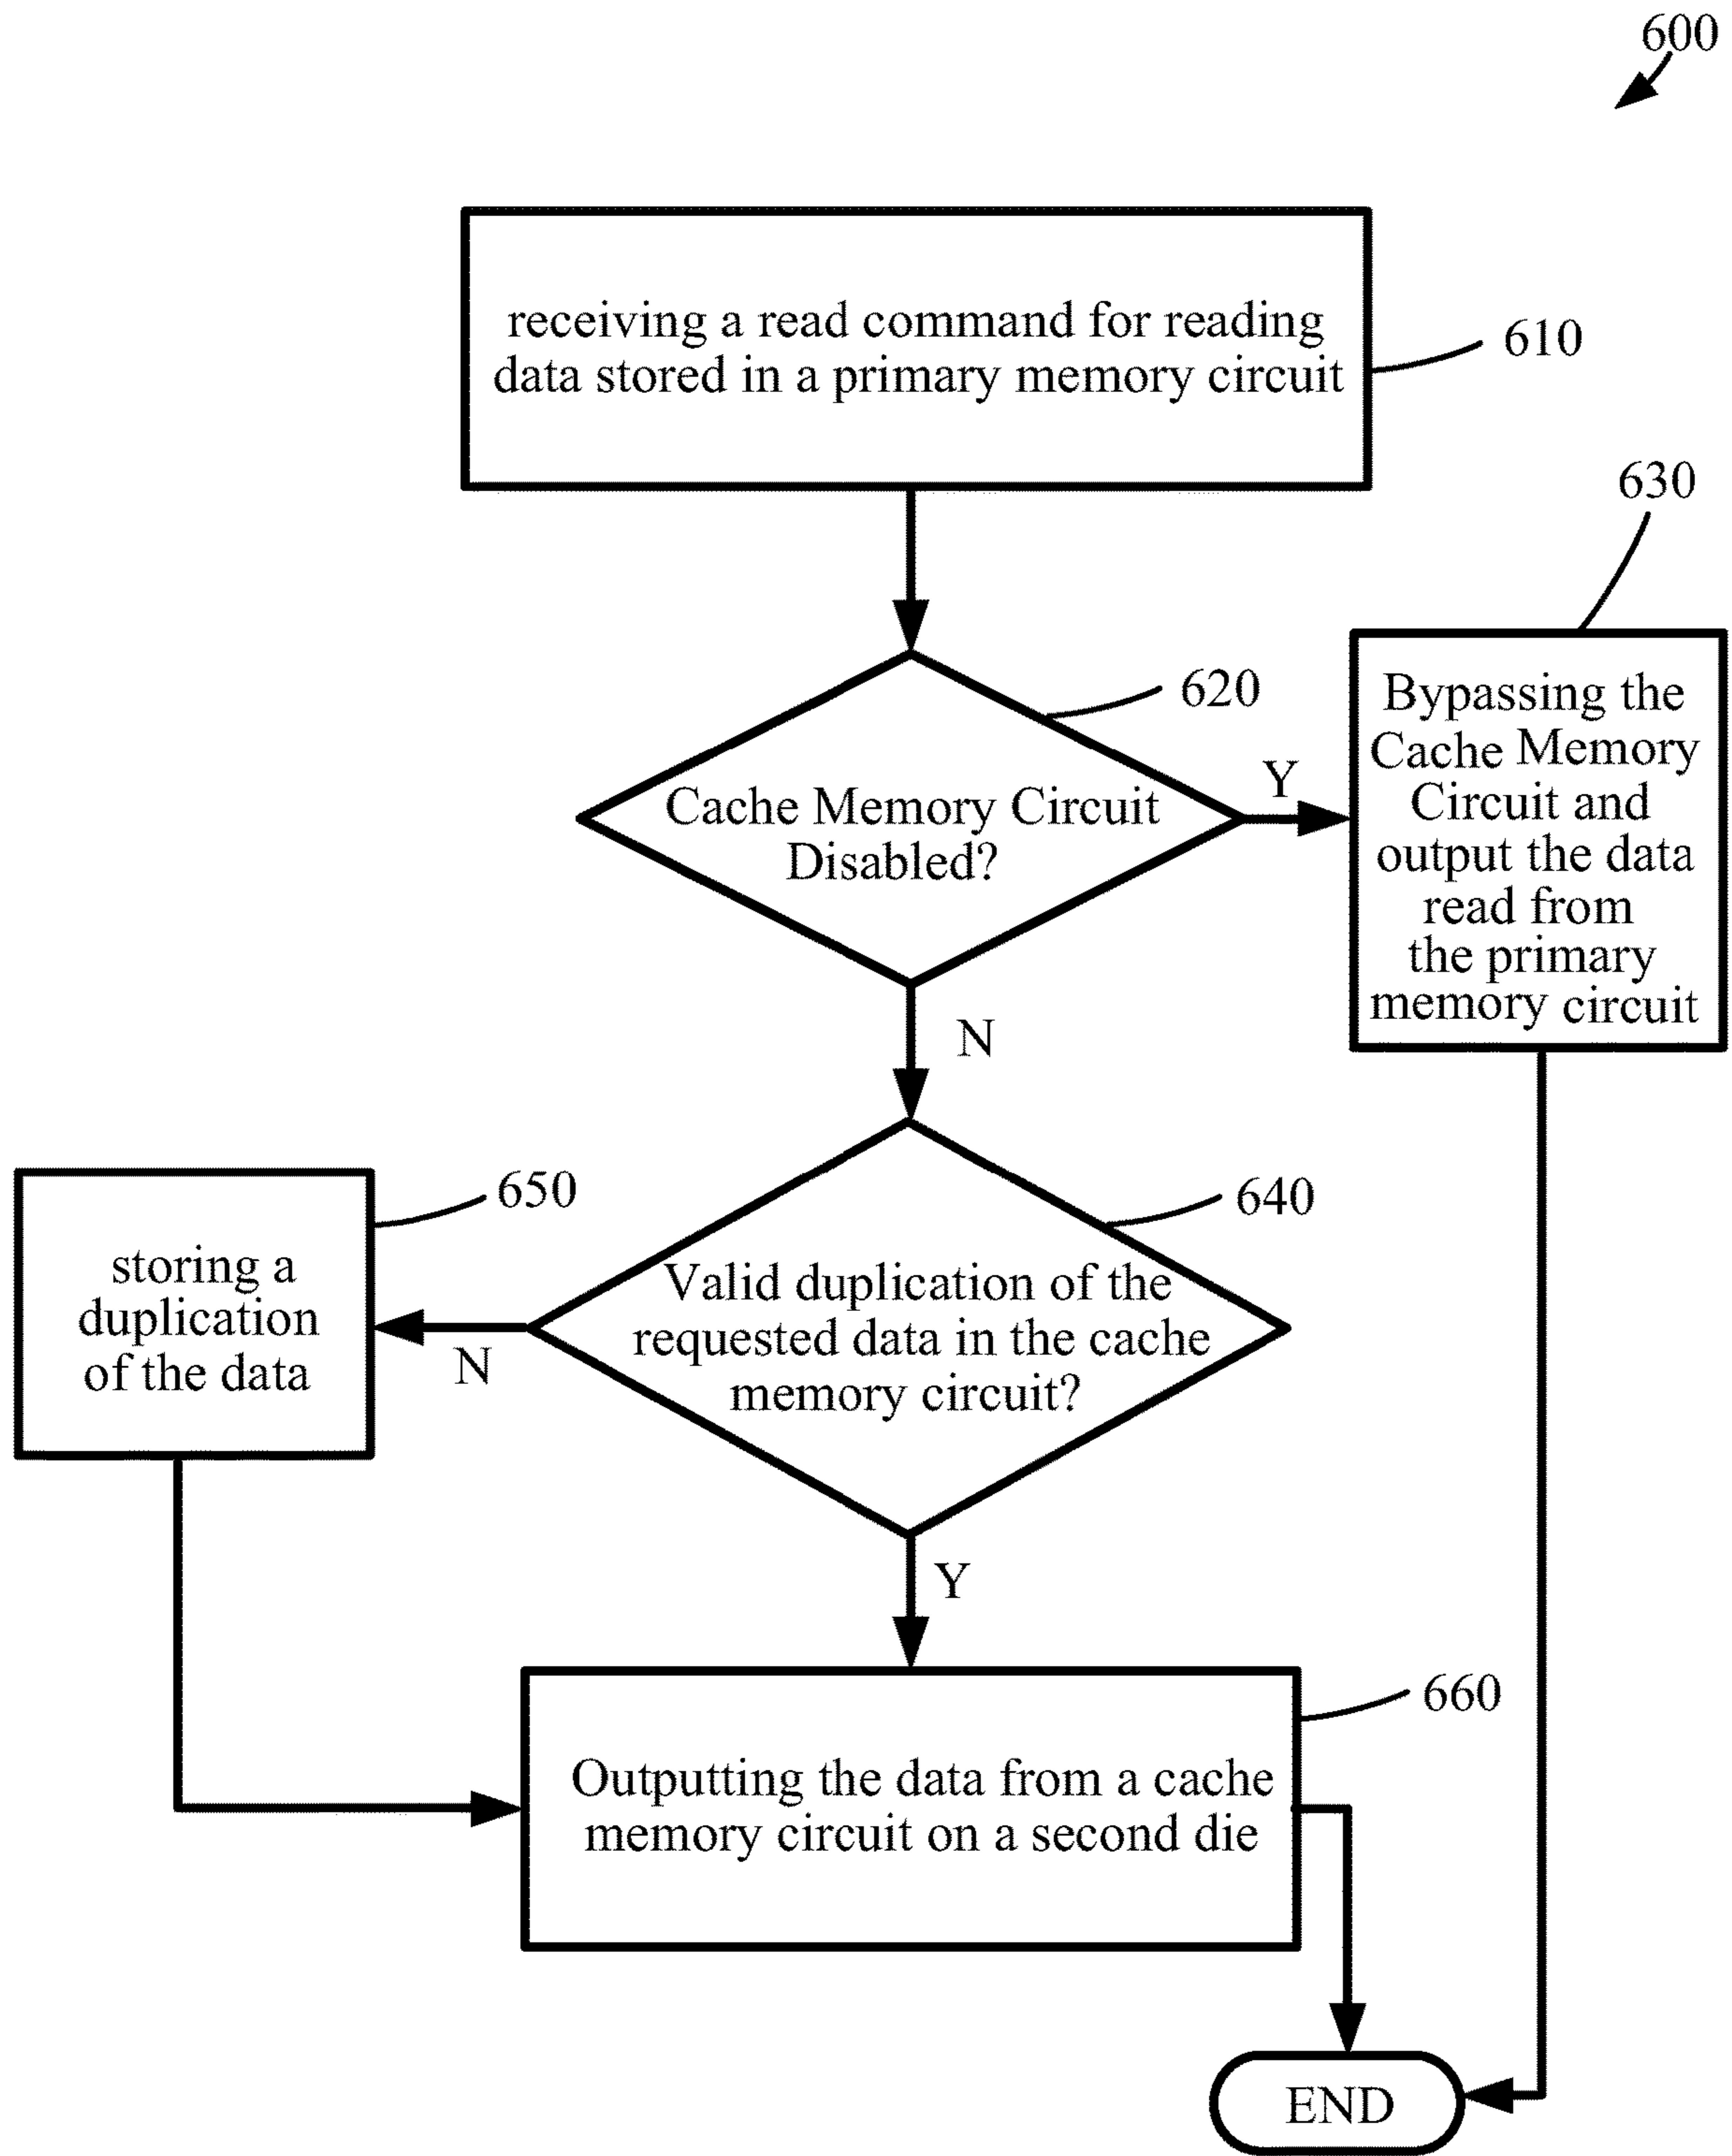 600
receiving a read command for reading
data stored in a primary memory circuit
610
630
620
Cache Memory Circuit
Disabled?
Y
Bypassing the
Cache Memory
Circuit and
output the data
read from
the primary
memory circuit
N
650
storing a
duplication
of the data
640
Valid duplication of the
requested data in the cache
memory circuit?
N
Y
660
Outputting the data from a cache
memory circuit on a second die
END